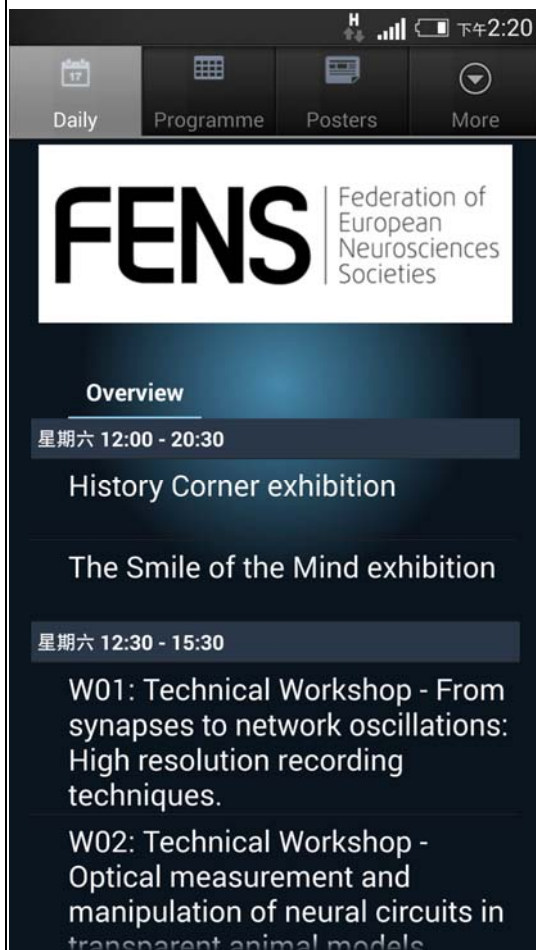 H 下午2:20
17
Daily Programme Posters More
FENS
Federation of
European
Neurosciences
Societies
Overview
星期六 12:00 - 20:30
History Corner exhibition
The Smile of the Mind exhibition
星期六 12:30 - 15:30
W01: Technical Workshop - From
synapses to network oscillations:
High resolution recording
techniques.
W02: Technical Workshop -
Optical measurement and
manipulation of neural circuits in
transparent animal models